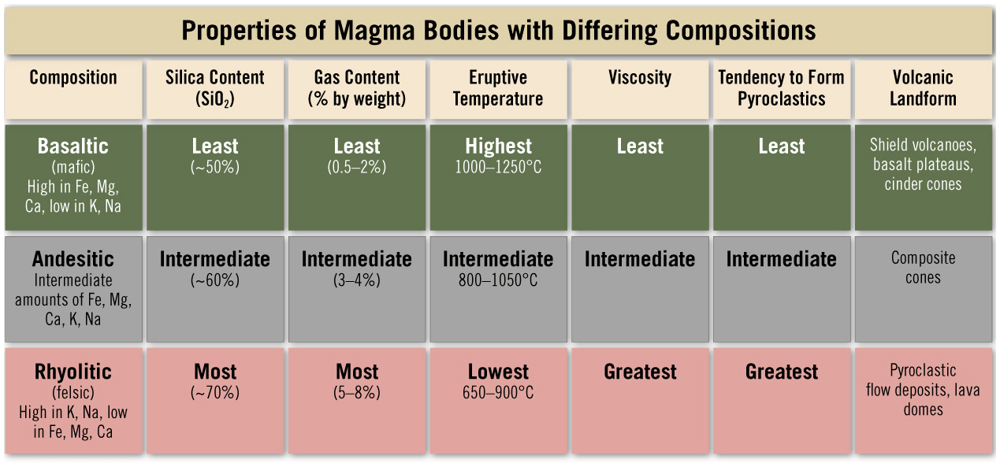 Properties of Magma Bodies with Differing Compositions
Composition
Silica Content
(SiO₂)
Gas Content
(% by weight)
Eruptive
Temperature
Viscosity
Tendency to Form
Pyroclastics
Volcanic
Landform
Basaltic
(mafic)
High in Fe, Mg,
Ca, low in K, Na
Least
(~50%)
Least
(0.5–2%)
Highest
1000–1250°C
Least
Least
Shield volcanoes,
basalt plateaus,
cinder cones
Andesitic
Intermediate
amounts of Fe, Mg,
Ca, K, Na
Intermediate
(~60%)
Intermediate
(3–4%)
Intermediate
800–1050°C
Intermediate
Intermediate
Composite
cones
Rhyolitic
(felsic)
High in K, Na, low
in Fe, Mg, Ca
Most
(~70%)
Most
(5–8%)
Lowest
650–900°C
Greatest
Greatest
Pyroclastic
flow deposits, lava
domes